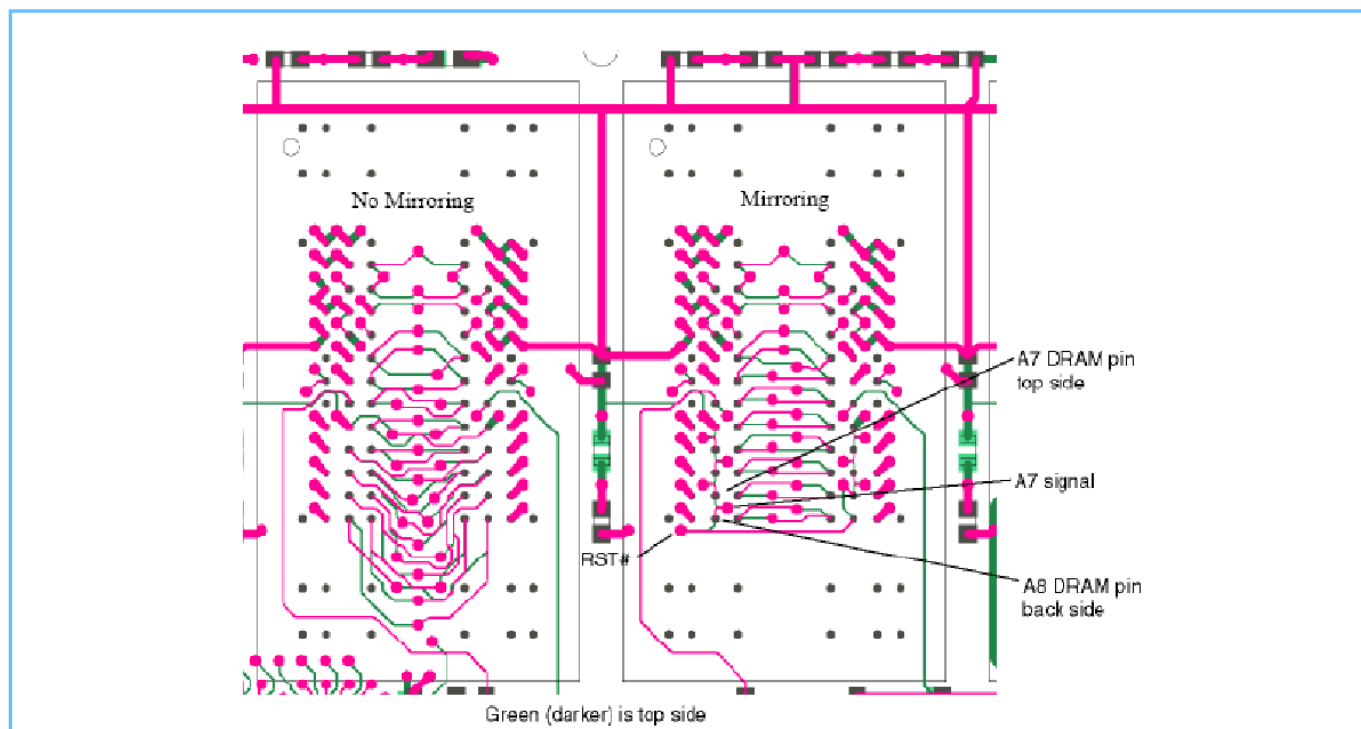 No Mirroring
Mirroring
A7 DRAM pin
top side
A7 signal
RST#
A8 DRAM pin
back side
Green (darker) is top side